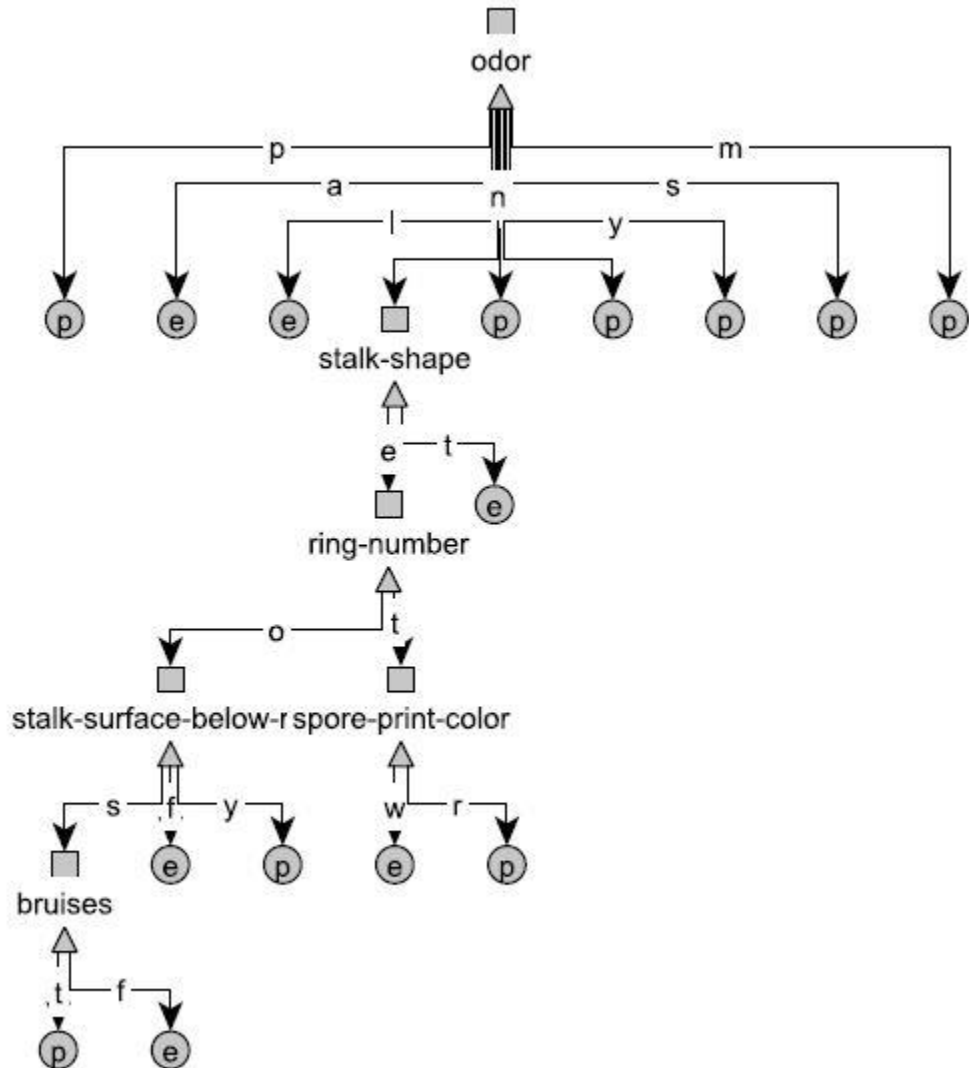 odor
p m
a n s
l y
p e e p p p p p
stalk-shape
e t
e
ring-number
o t
stalk-surface-below-r spore-print-color
s f y w r
e p e p
bruises
t f
p e